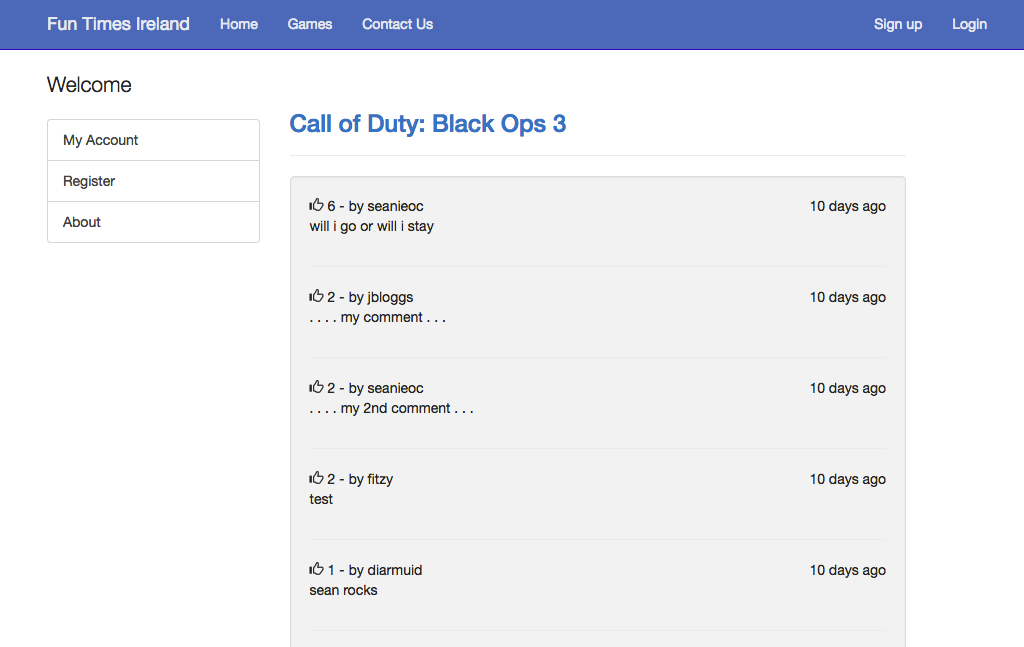 Fun Times Ireland Home Games Contact Us Sign up Login
Welcome
My Account
Register
About
Call of Duty: Black Ops 3
6 - by seanieoc 10 days ago
will i go or will i stay
2 - by jbloggs 10 days ago
. . . . my comment . . .
2 - by seanieoc 10 days ago
. . . . my 2nd comment . . .
2 - by fitzy 10 days ago
test
1 - by diarmuid 10 days ago
sean rocks